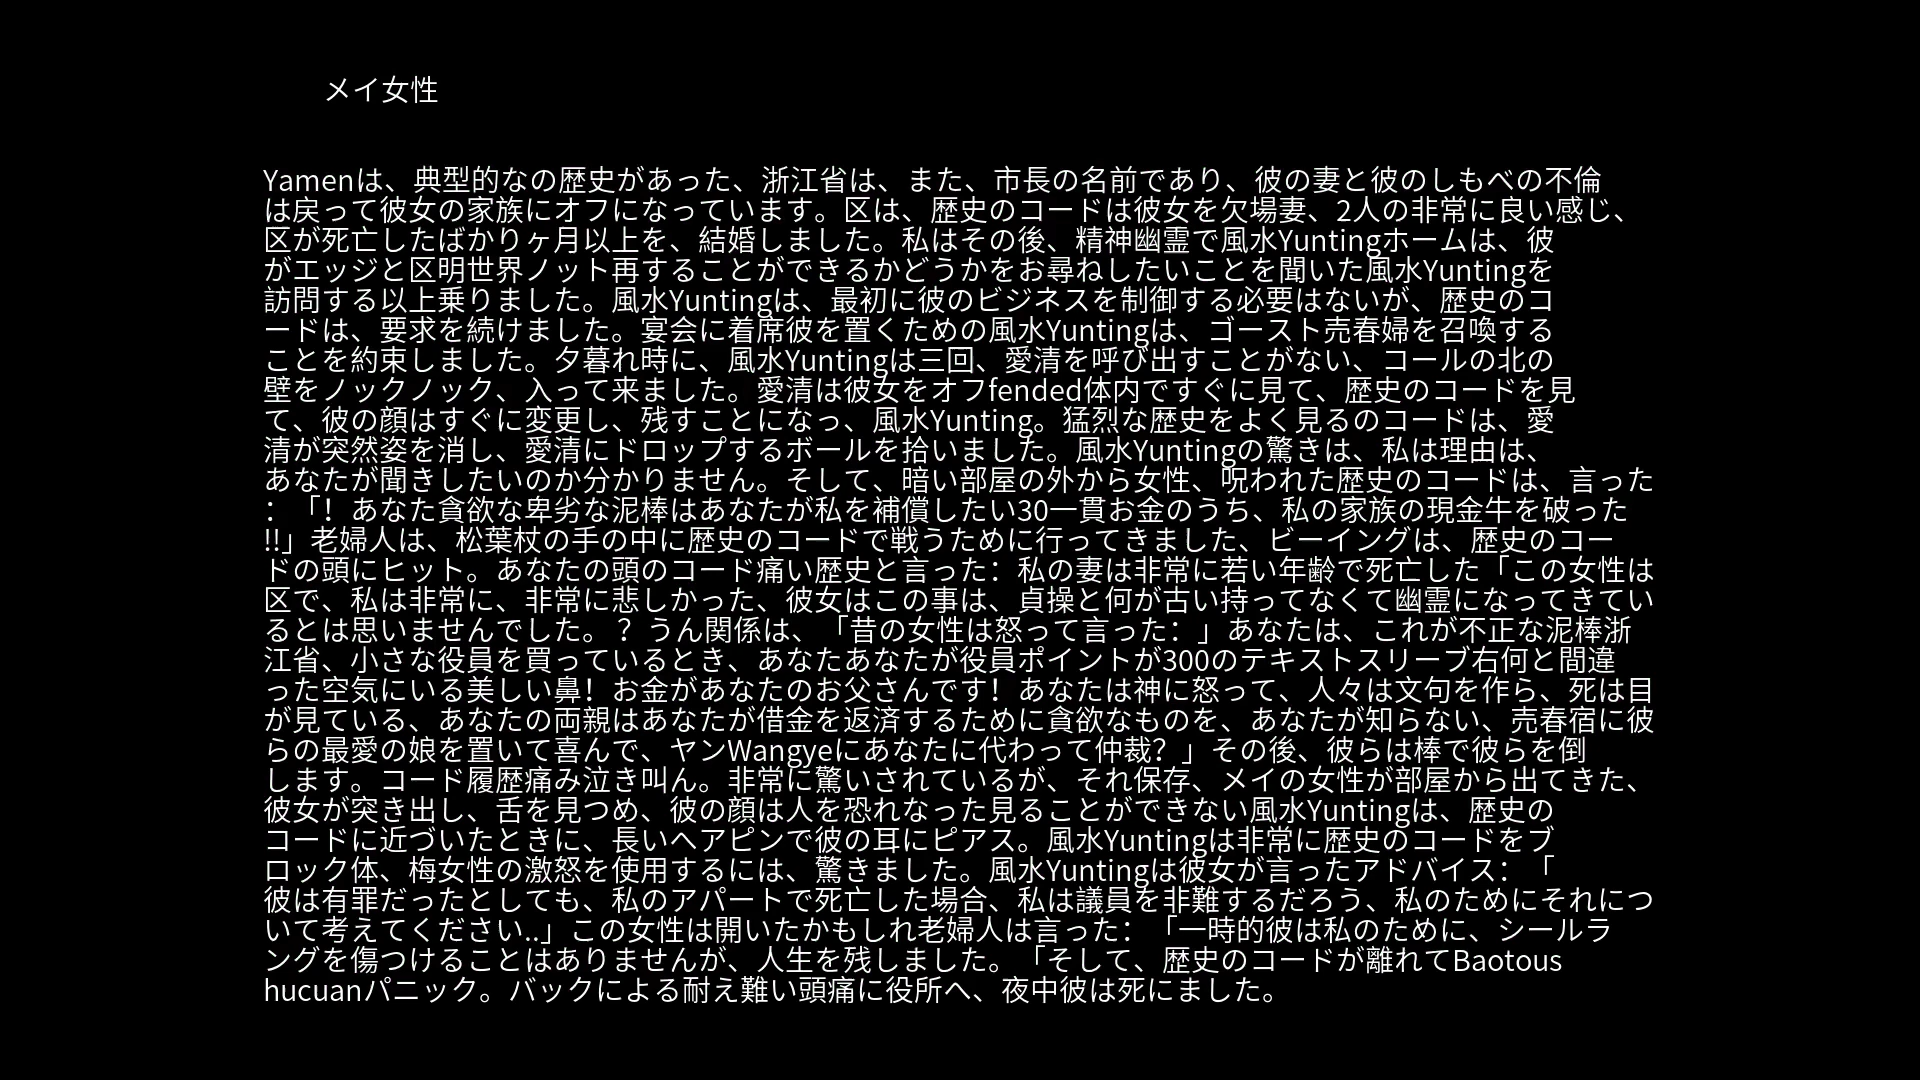 メイ女性
Yamenは、典型的なの歴史があった、浙江省は、また、市長の名前であり、彼の妻と彼のしもべの不倫
は戻って彼女の家族にオフになっています。区は、歴史のコードは彼女を欠場妻、2人の非常に良い感じ、
区が死亡したばかりヶ月以上を、結婚しました。私はその後、精神幽霊で風水Yuntingホームは、彼
がエッジと区明世界ノット再することができるかどうかをお尋ねしたいことを聞いた風水Yuntingを
訪問する以上乗りました。風水Yuntingは、最初に彼のビジネスを制御する必要はないが、歴史のコ
ードは、要求を続けました。宴会に着席彼を置くための風水Yuntingは、ゴースト売春婦を召喚する
ことを約束しました。夕暮れ時に、風水Yuntingは三回、愛清を呼び出すことがない、コールの北の
壁をノックノック、入って来ました。愛清は彼女をオフfended体内ですぐに見て、歴史のコードを見
て、彼の顔はすぐに変更し、残すことになっ、風水Yunting。猛烈な歴史をよく見るのコードは、愛
清が突然姿を消し、愛清にドロップするボールを拾いました。風水Yuntingの驚きは、私は理由は、
あなたが聞きしたいのか分かりません。そして、暗い部屋の外から女性、呪われた歴史のコードは、言った
：「！あなた貪欲な卑劣な泥棒はあなたが私を補償したい30一貫お金のうち、私の家族の現金牛を破った
!!」老婦人は、松葉杖の手の中に歴史のコードで戦うために行ってきました、ビーイングは、歴史のコー
ドの頭にヒット。あなたの頭のコード痛い歴史と言った：私の妻は非常に若い年齢で死亡した「この女性は
区で、私は非常に、非常に悲しかった、彼女はこの事は、貞操と何が古い持ってなくて幽霊になってきてい
るとは思いませんでした。？うん関係は、「昔の女性は怒って言った：」あなたは、これが不正な泥棒浙
江省、小さな役員を買っているとき、あなたあなたが役員ポイントが300のテキストスリーブ右何と間違
った空気にいる美しい鼻！お金があなたのお父さんです！あなたは神に怒って、人々は文句を作ら、死は目
が見ている、あなたの両親はあなたが借金を返済するために貪欲なものを、あなたが知らない、売春宿に彼
らの最愛の娘を置いて喜んで、ヤンWangyeにあなたに代わって仲裁？」その後、彼らは棒で彼らを倒
します。コード履歴痛み泣き叫ん。非常に驚いされているが、それ保存、メイの女性が部屋から出てきた、
彼女が突き出し、舌を見つめ、彼の顔は人を恐れなった見ることができない風水Yuntingは、歴史の
コードに近づいたときに、長いヘアピンで彼の耳にピアス。風水Yuntingは非常に歴史のコードをブ
ロック体、梅女性の激怒を使用するには、驚きました。風水Yuntingは彼女が言ったアドバイス：「
彼は有罪だったとしても、私のアパートで死亡した場合、私は議員を非難するだろう、私のためにそれにつ
いて考えてください..」この女性は開いたかもしれ老婦人は言った：「一時的彼は私のために、シールラ
ングを傷つけることはありませんが、人生を残しました。「そして、歴史のコードが離れてBaotous
hucuanパニック。バックによる耐え難い頭痛に役所へ、夜中彼は死にました。